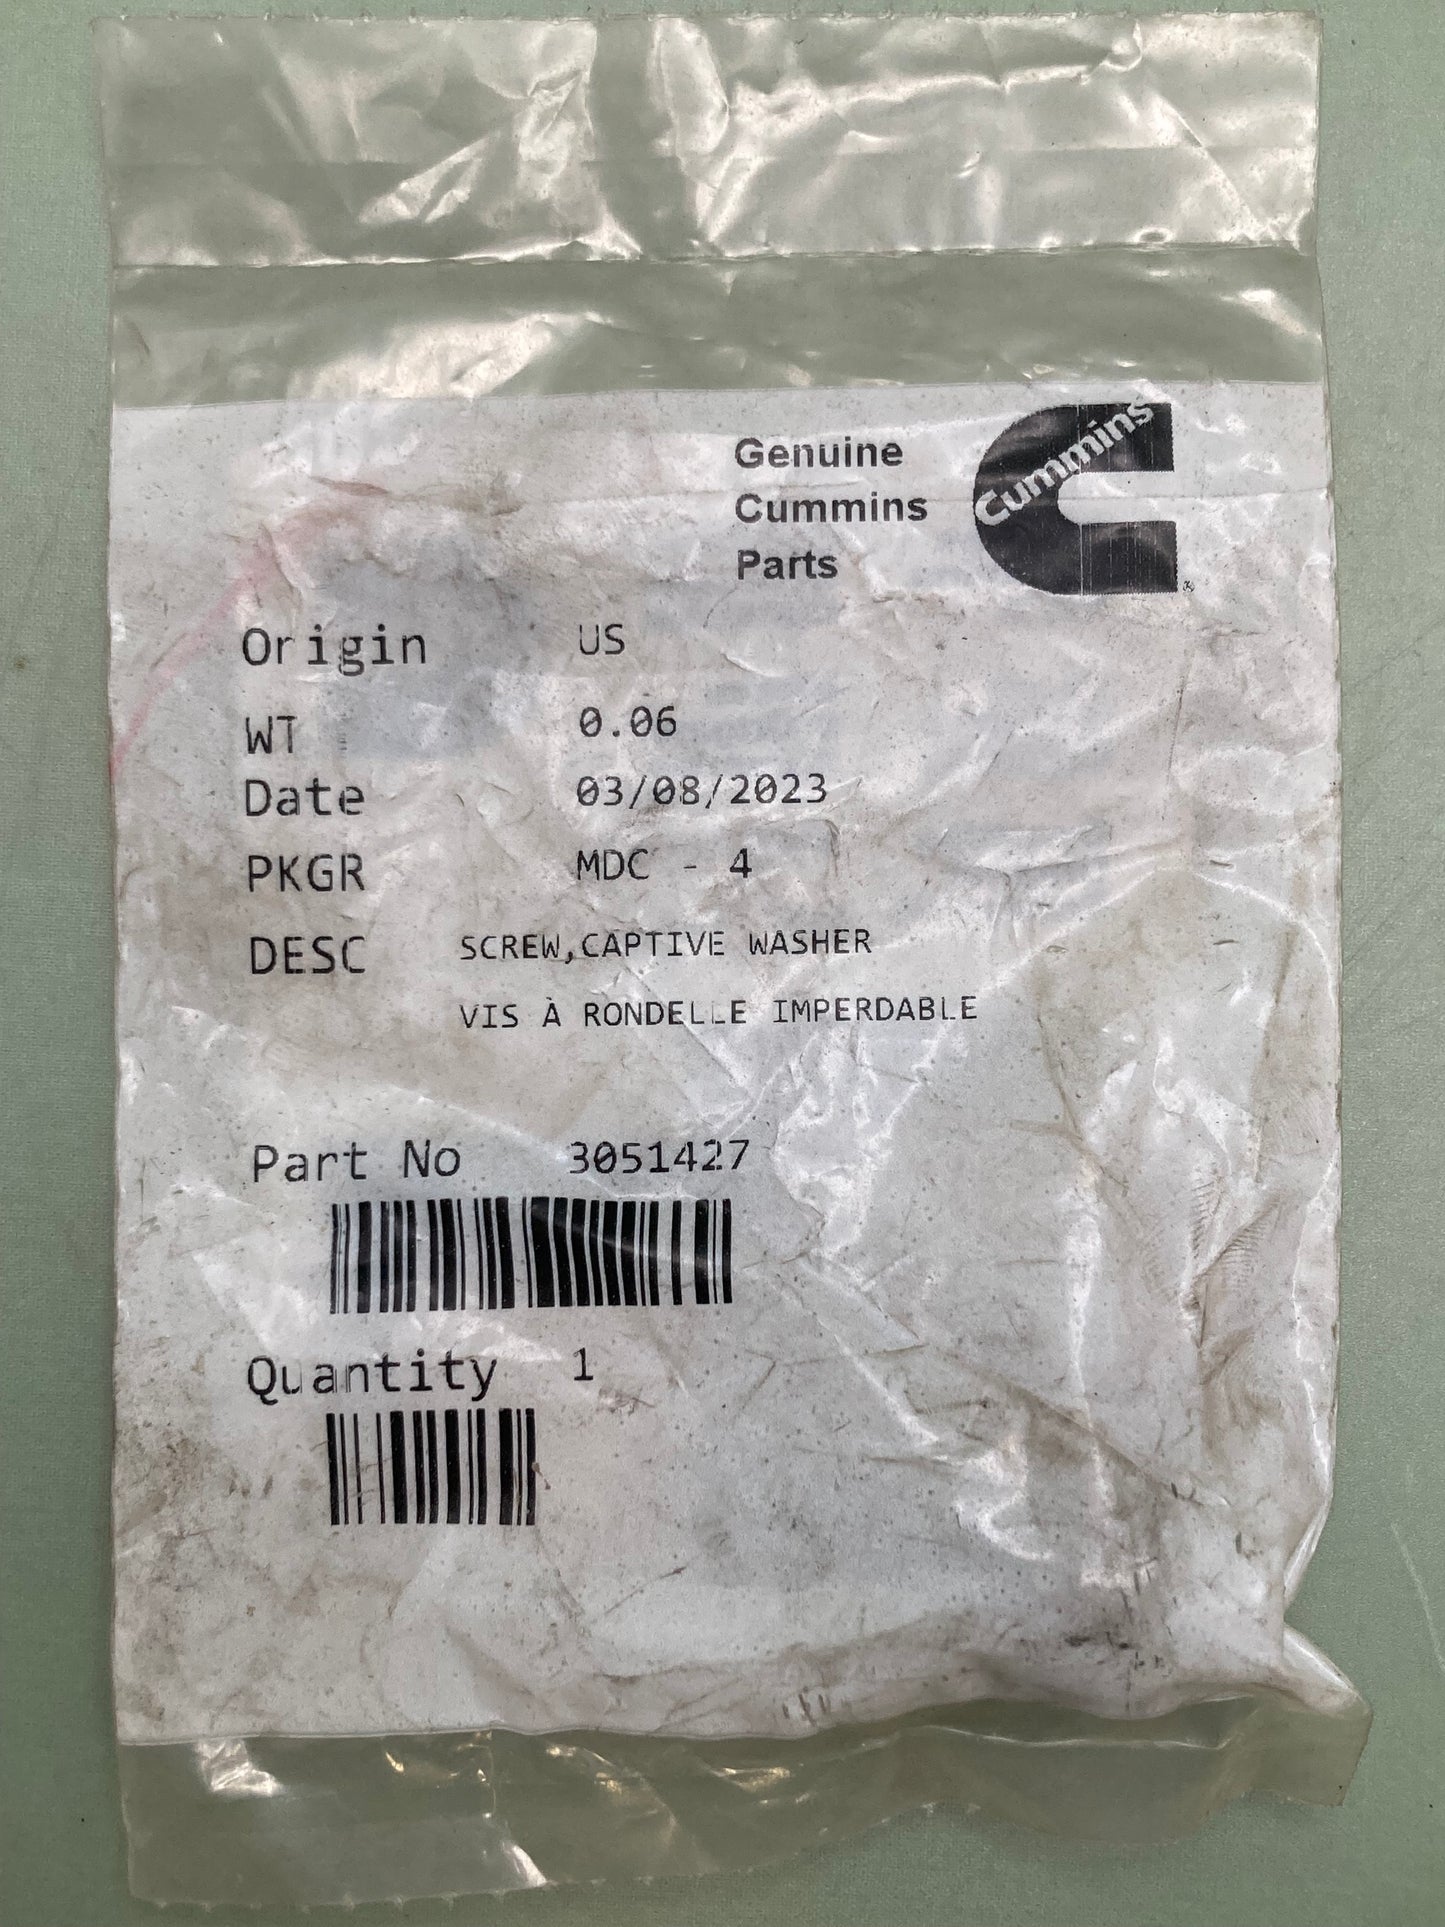 Genuine
Cummins
Parts
Cummins
®
Origin US
WT 0.06
Date 03/08/2023
PKGR MDC - 4
DESC SCREW,CAPTIVE WASHER
VIS À RONDELLE IMPERDABLE
Part No 3051427
Quantity 1